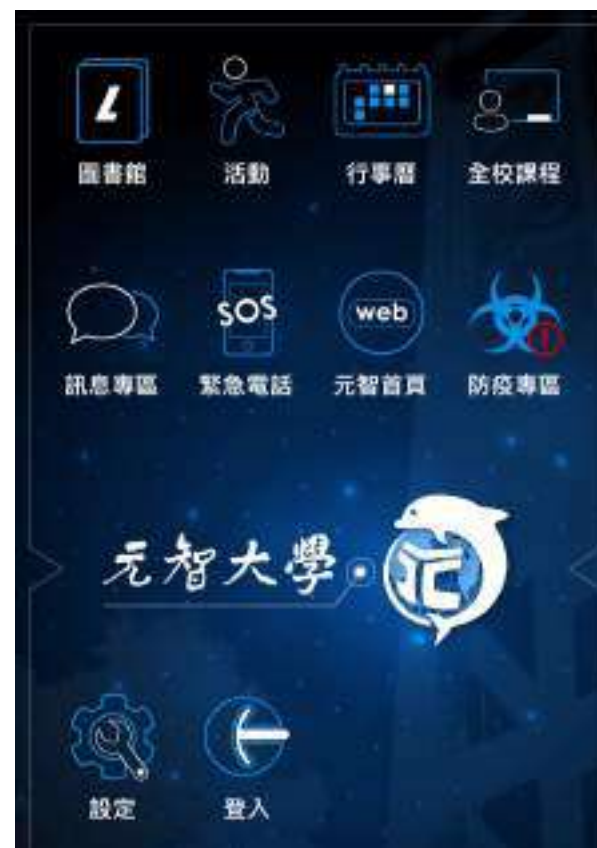 圖書館 活動 行事曆 全校課程
SOS web
訊息專區 緊急電話 元智首頁 防疫專區
元智大學
設定 登入